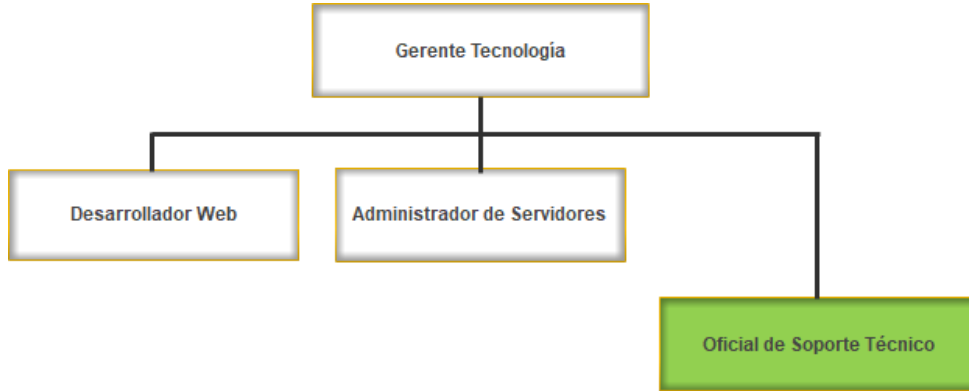 Gerente Tecnología
Desarrollador Web
Administrador de Servidores
Oficial de Soporte Técnico